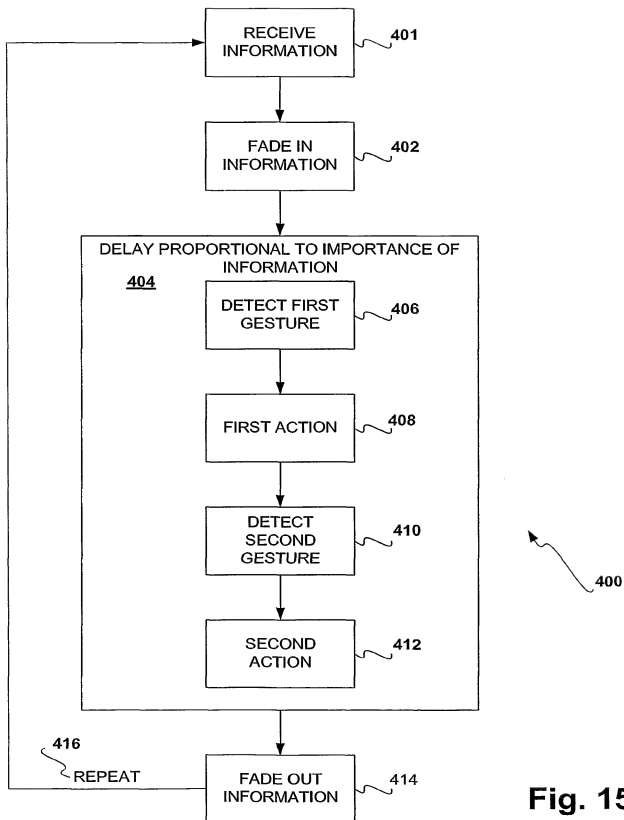 RECEIVE
INFORMATION
401
FADE IN
INFORMATION
402
DELAY PROPORTIONAL TO IMPORTANCE OF
INFORMATION
404
DETECT FIRST
GESTURE
406
FIRST ACTION
408
DETECT
SECOND
GESTURE
410
400
SECOND
ACTION
412
416
REPEAT
FADE OUT
INFORMATION
414
Fig. 15